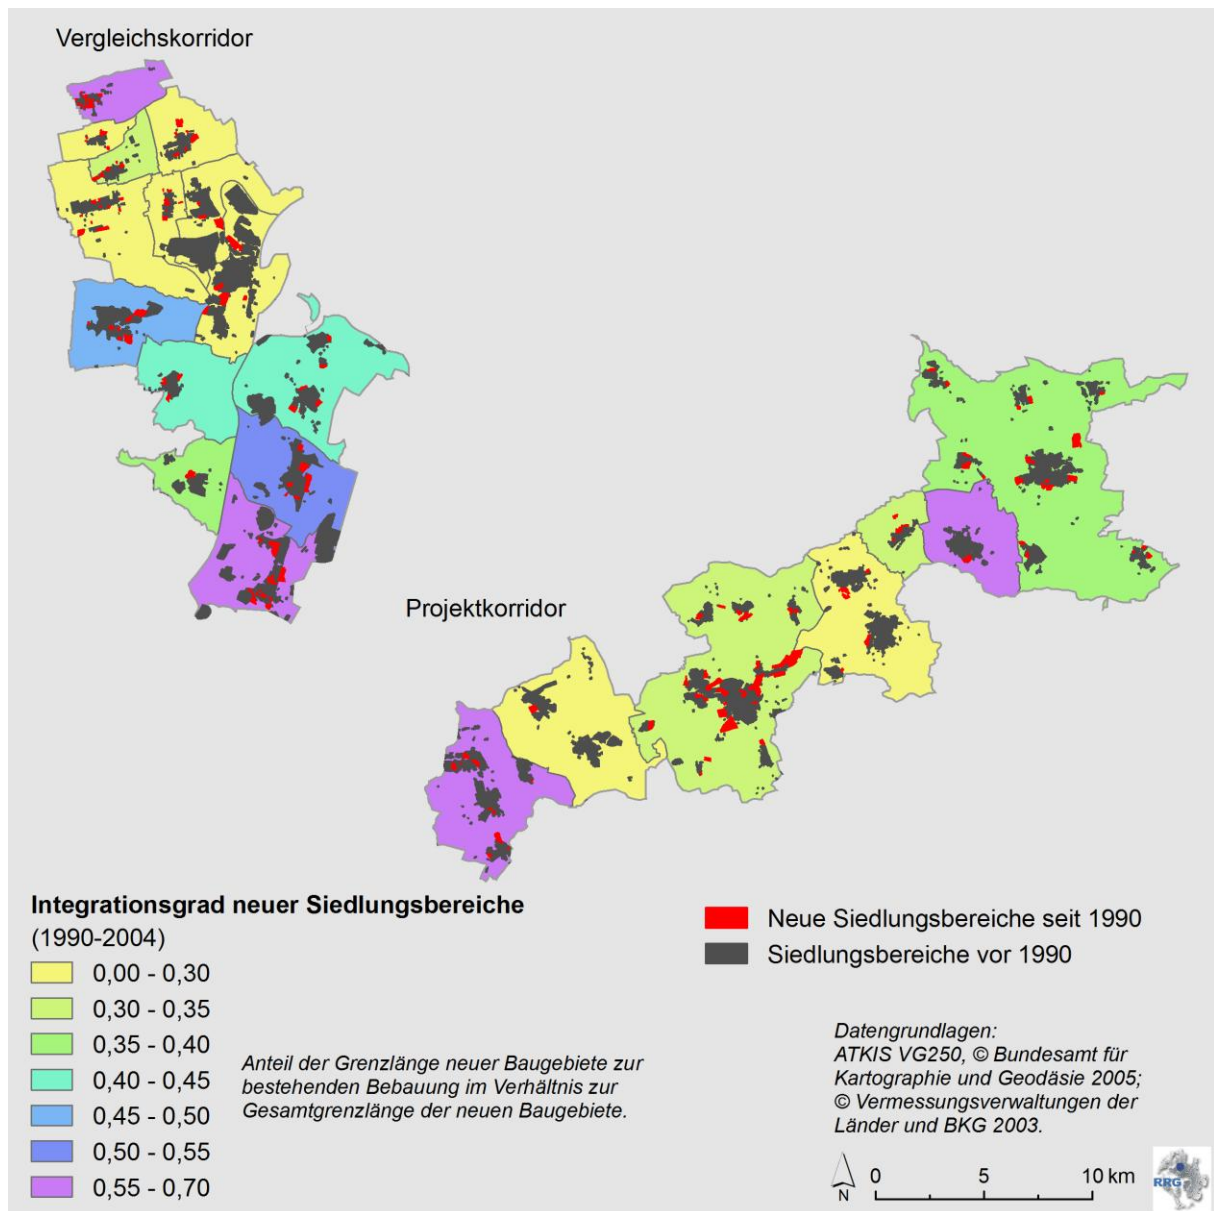 Vergleichskorridor
Projektkorridor
Integrationsgrad neuer Siedlungsbereiche
(1990-2004)
0,00 - 0,30
0,30 - 0,35
0,35 - 0,40
0,40 - 0,45
0,45 - 0,50
0,50 - 0,55
0,55 - 0,70
Anteil der Grenzlänge neuer Baugebiete zur
bestehenden Bebauung im Verhältnis zur
Gesamtgrenzlänge der neuen Baugebiete.
Neue Siedlungsbereiche seit 1990
Siedlungsbereiche vor 1990
Datengrundlagen:
ATKIS VG250, © Bundesamt für
Kartographie und Geodäsie 2005;
© Vermessungsverwaltungen der
Länder und BKG 2003.
N
0 5 10 km
RRG